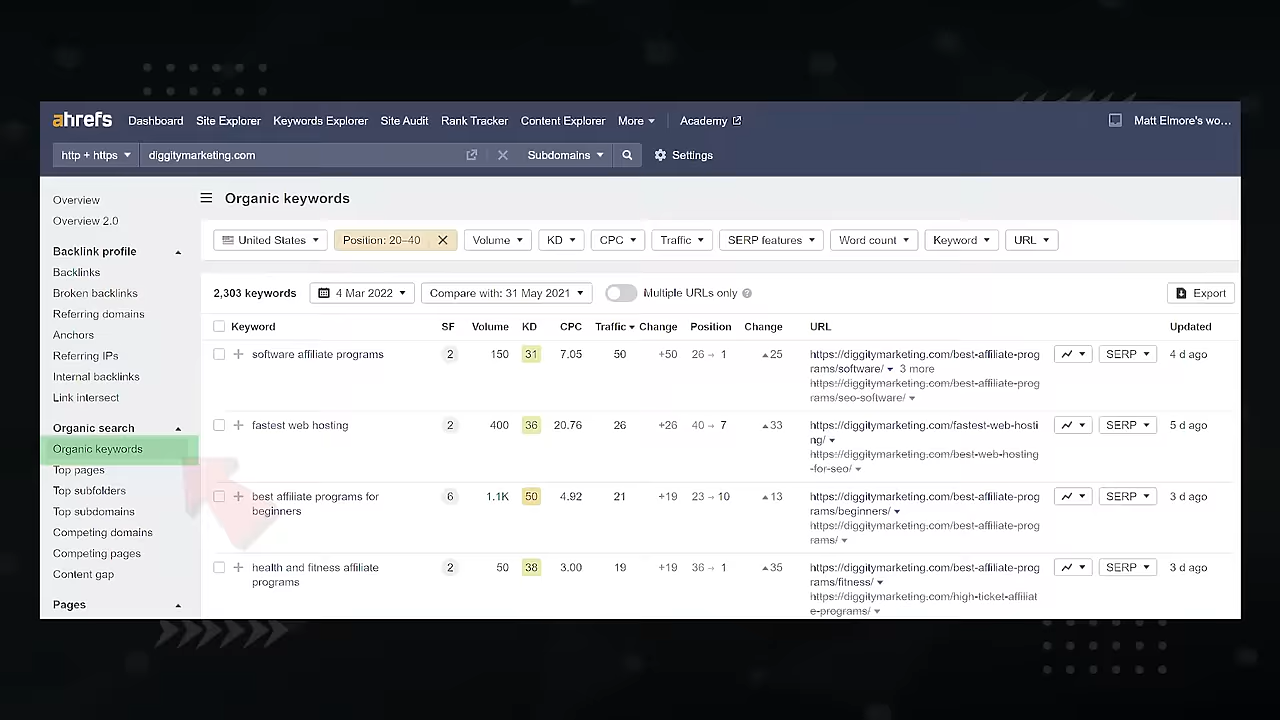 ahrefs Dashboard Site Explorer Keywords Explorer Site Audit Rank Tracker Content Explorer More Academy Matt Elmore's wo...
http + https diggitymarketing.com Subdomains Settings
Overview
Overview 2.0
Backlink profile
Backlinks
Broken backlinks
Referring domains
Anchors
Referring IPs
Internal backlinks
Link intersect
Organic search
Organic keywords
Top pages
Top subfolders
Top subdomains
Competing domains
Competing pages
Content gap
Pages
Organic keywords
United States Position: 20–40 Volume KD CPC Traffic SERP features Word count Keyword URL
2,303 keywords 4 Mar 2022 Compare with: 31 May 2021 Multiple URLs only Export
Keyword SF Volume KD CPC Traffic Change Position Change URL Updated
software affiliate programs 2 150 31 7.05 50 +50 26 → 1 25 https://diggitymarketing.com/best-affiliate-prog SERP 4 d ago
rams/software/ 3 more
https://diggitymarketing.com/best-affiliate-prog
rams/seo-software/
fastest web hosting 2 400 36 20.76 26 +26 40 → 7 33 https://diggitymarketing.com/fastest-web-hosti SERP 5 d ago
ng/
https://diggitymarketing.com/best-web-hosting
-for-seo/
best affiliate programs for 6 1.1K 50 4.92 21 +19 23 → 10 13 https://diggitymarketing.com/best-affiliate-prog SERP 3 d ago
beginners rams/beginners/
https://diggitymarketing.com/best-affiliate-prog
rams/
health and fitness affiliate 2 50 38 3.00 19 +19 36 → 1 35 https://diggitymarketing.com/best-affiliate-prog SERP 3 d ago
programs rams/fitness/
https://diggitymarketing.com/high-ticket-affiliat
e-programs/